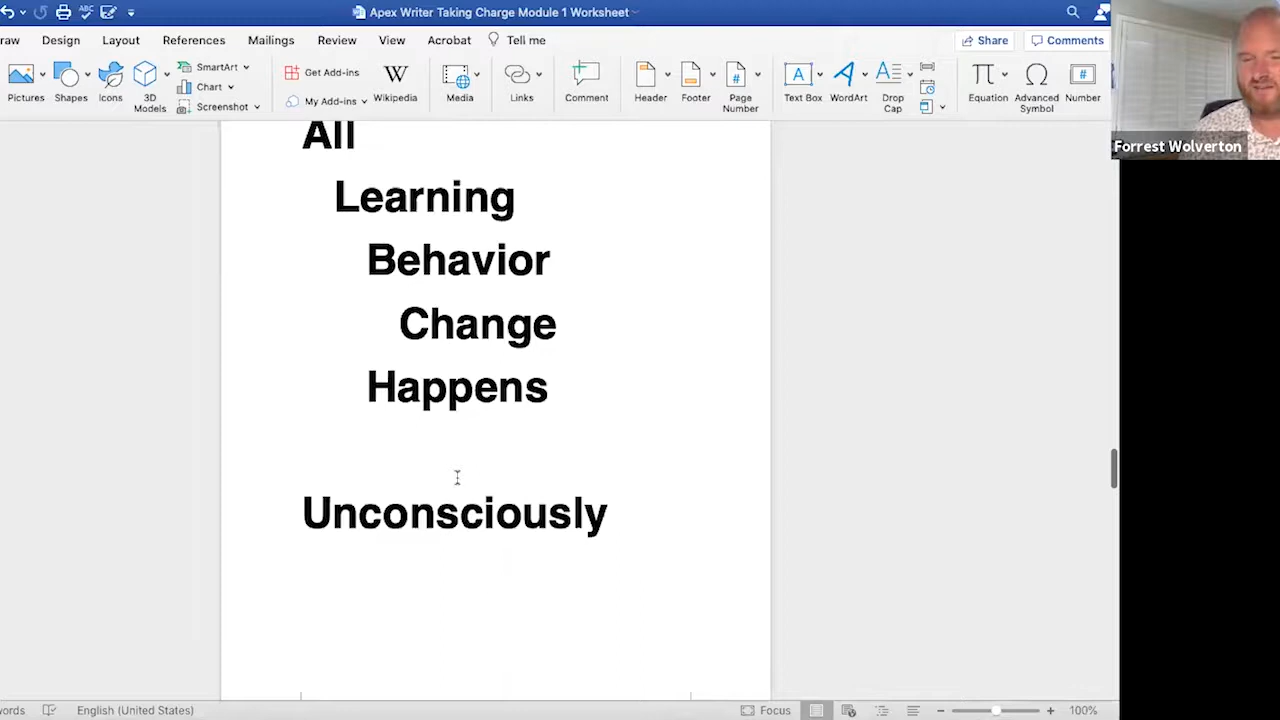 Apex Writer Taking Charge Module 1 Worksheet
raw Design Layout References Mailings Review View Acrobat Tell me Share Comments
Pictures Shapes Icons 3D Models SmartArt Chart Screenshot Get Add-ins My Add-ins Wikipedia Media Links Comment Header Footer Page Number Text Box WordArt Drop Cap Equation Advanced Symbol Number
Forrest Wolverton
All
Learning
Behavior
Change
Happens
Unconsciously
words English (United States) Focus 100%